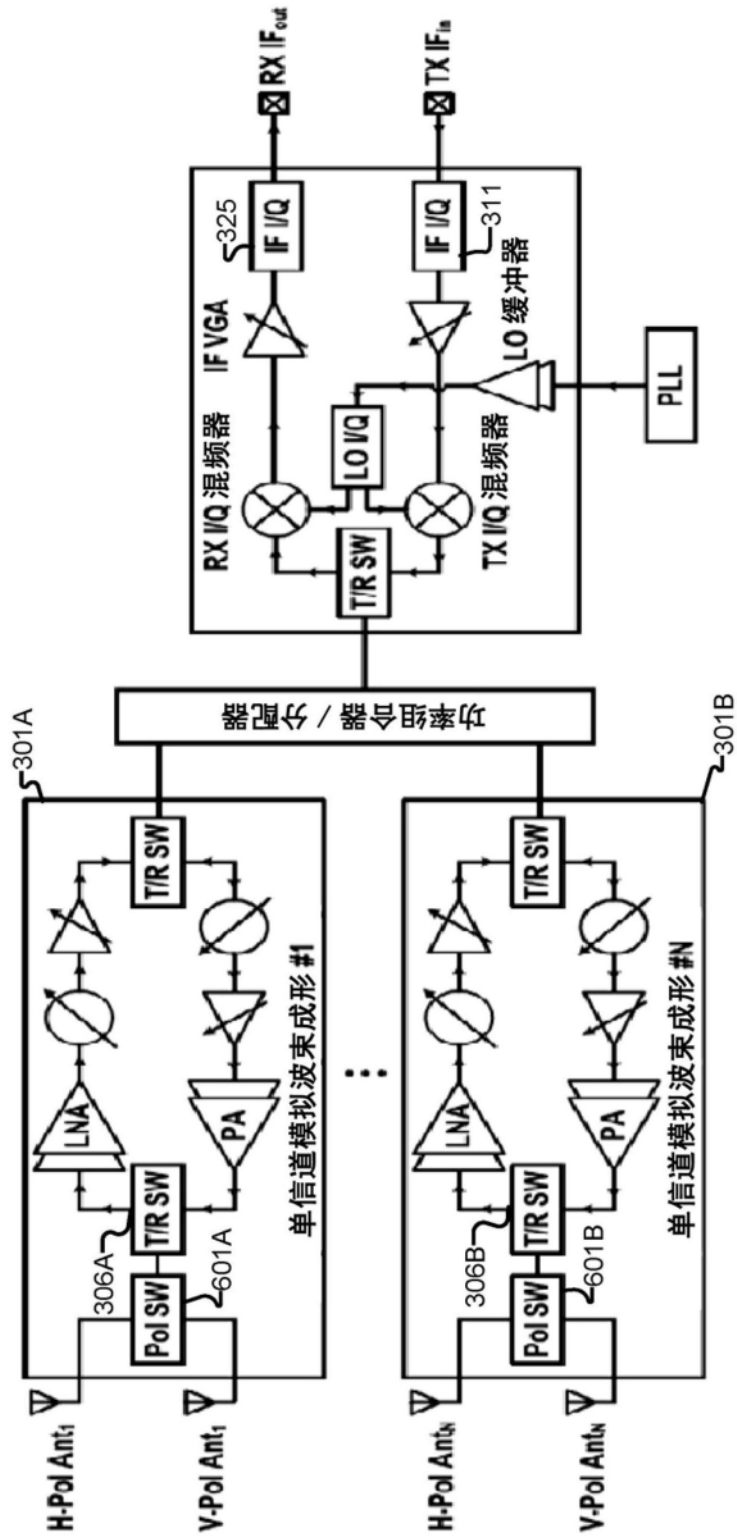 301A
H-Pol Ant1
V-Pol Ant1
306A
Pol SW
T/R SW
LNA
PA
T/R SW
601A
单信道模拟波束成形 #1
301B
H-Pol AntN
V-Pol AntN
306B
Pol SW
T/R SW
LNA
PA
T/R SW
601B
单信道模拟波束成形 #N
功率组合器 / 分配器
T/R SW
RX I/Q 混频器
IF VGA
IF I/Q
325
RX IFout
LO I/Q
TX I/Q 混频器
LO 缓冲器
IF I/Q
311
TX IFin
PLL